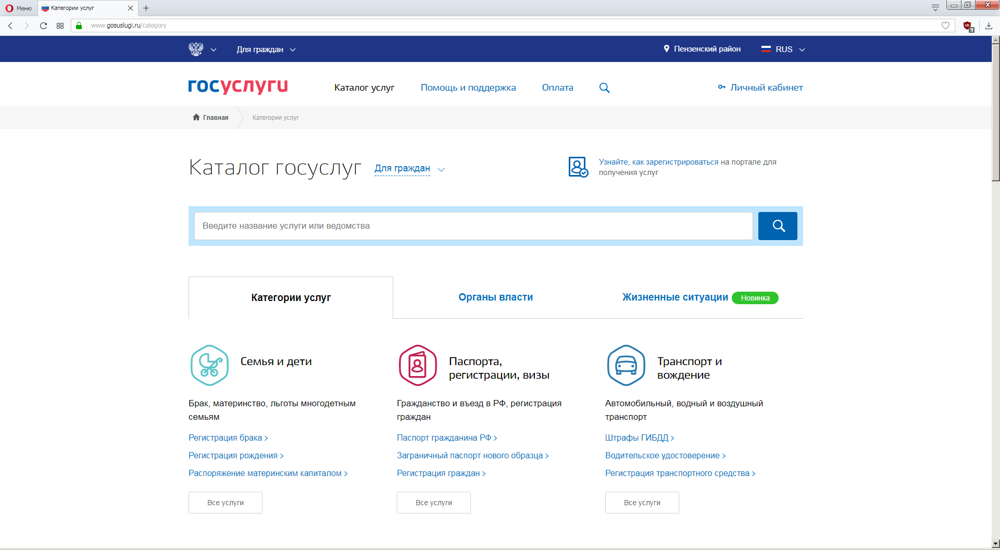 Меню
Категории услуг
www.gosuslugi.ru/category
9
Для граждан
Пензенский район
RUS
госуслуги
Каталог услуг
Помощь и поддержка
Оплата
Личный кабинет
Главная
Категории услуг
Каталог госуслуг
Для граждан
Узнайте, как зарегистрироваться на портале для
получения услуг
Введите название услуги или ведомства
Категории услуг
Органы власти
Жизненные ситуации
Новинка
Семья и дети
Брак, материнство, льготы многодетным
семьям
Регистрация брака
Регистрация рождения
Распоряжение материнским капиталом
Все услуги
Паспорта,
регистрации, визы
Гражданство и въезд в РФ, регистрация
граждан
Паспорт гражданина РФ
Заграничный паспорт нового образца
Регистрация граждан
Все услуги
Транспорт и
вождение
Автомобильный, водный и воздушный
транспорт
Штрафы ГИБДД
Водительское удостоверение
Регистрация транспортного средства
Все услуги